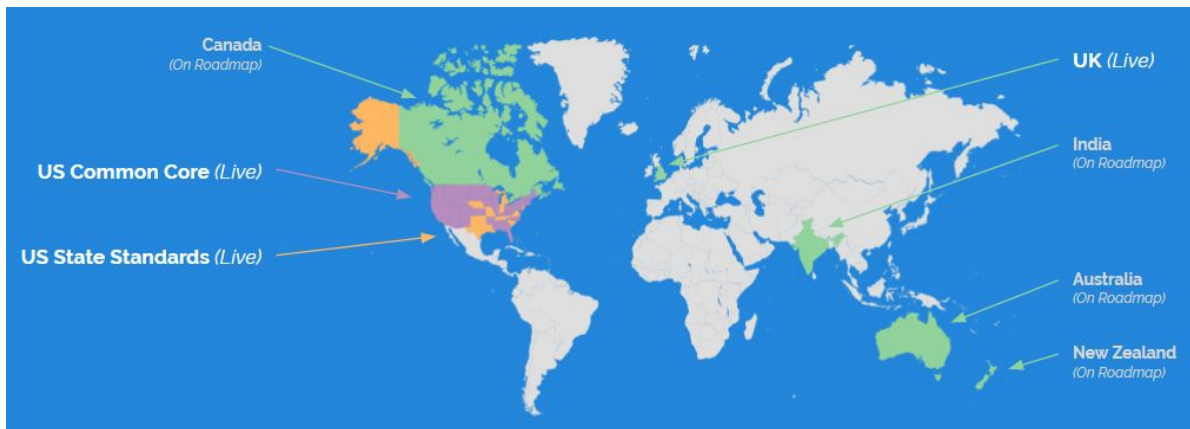 Canada
(On Roadmap)
US Common Core (Live)
US State Standards (Live)
UK (Live)
India
(On Roadmap)
Australia
(On Roadmap)
New Zealand
(On Roadmap)